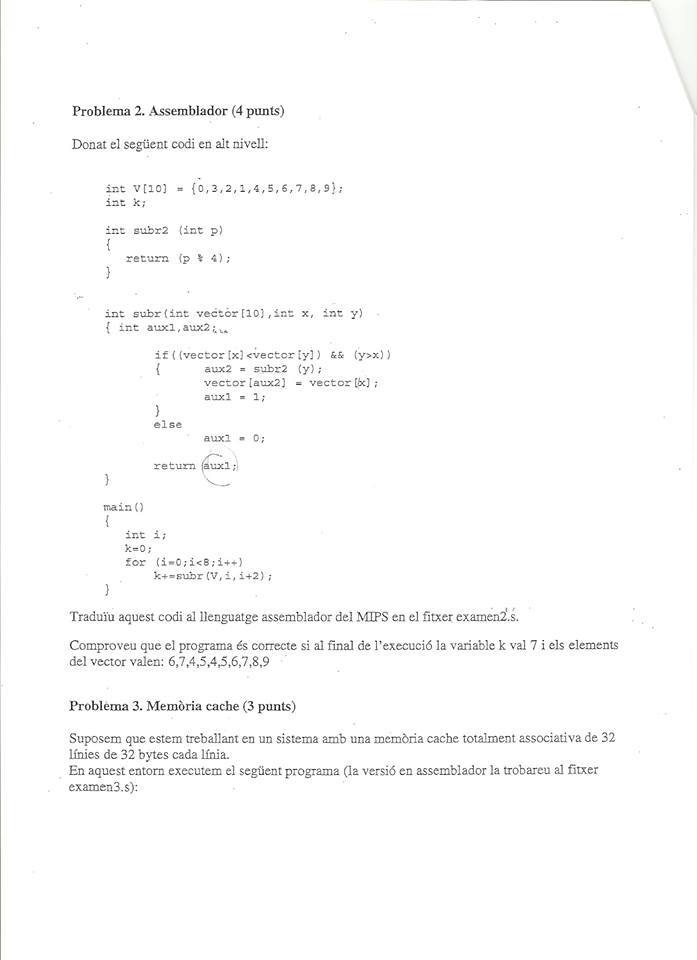 Problema 2. Assemblador (4 punts)
Donat el següent codi en alt nivell:
int V[10] = {0,3,2,1,4,5,6,7,8,9};
int k;
int subr2 (int p)
{
return (p % 4);
}
int subr(int vector[10],int x, int y)
{ int aux1,aux2;
if((vector[x]<vector[y]) && (y>x))
{ aux2 = subr2 (y);
vector[aux2] = vector[x];
aux1 = 1;
}
else
aux1 = 0;
return aux1;
}
main()
{
int i;
k=0;
for (i=0;i<8;i++)
k+=subr(V,i,i+2);
}
Traduïu aquest codi al llenguatge assemblador del MIPS en el fitxer examen2.s.
Comproveu que el programa és correcte si al final de l'execució la variable k val 7 i els elements
del vector valen: 6,7,4,5,4,5,6,7,8,9
Problema 3. Memòria cache (3 punts)
Suposem que estem treballant en un sistema amb una memòria cache totalment associativa de 32
línies de 32 bytes cada línia.
En aquest entorn executem el següent programa (la versió en assemblador la trobareu al fitxer
examen3.s):